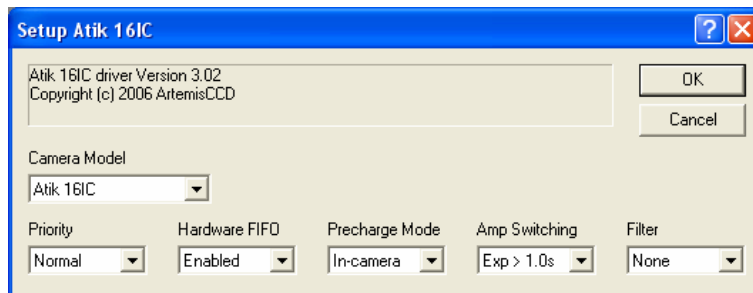 Setup Atik 16IC
Atik 16IC driver Version 3.02
Copyright (c) 2006 ArtemisCCD
OK
Cancel
Camera Model
Atik 16IC
Priority Hardware FIFO Precharge Mode Amp Switching Filter
Normal Enabled In-camera Exp > 1.0s None